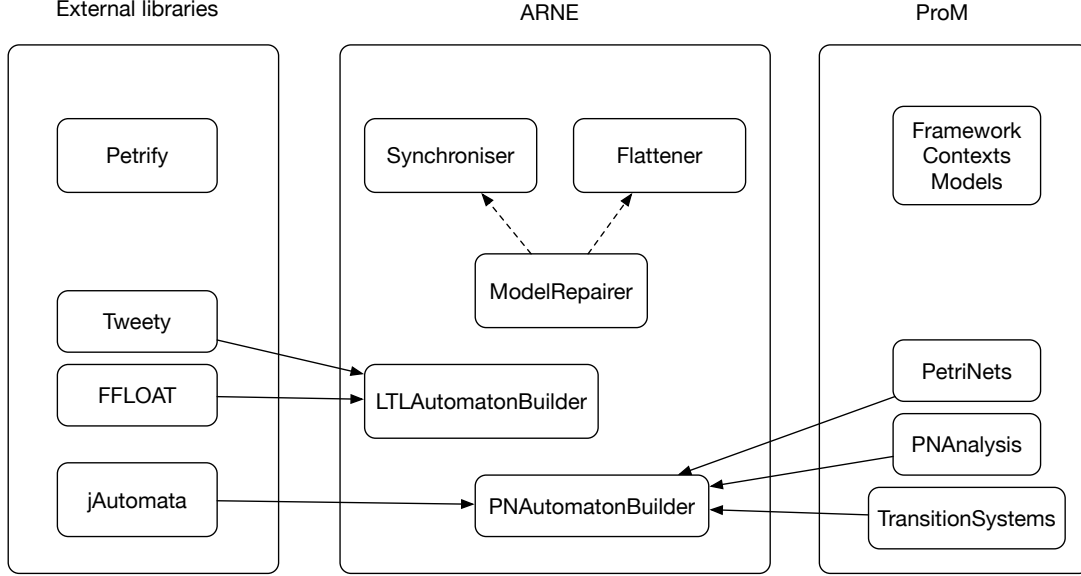 External libraries
ARNE
ProM
Petrify
Synchroniser
Flattener
Framework
Contexts
Models
ModelRepairer
Tweety
PetriNets
FFLOAT
LTLAutomatonBuilder
PNAnalysis
jAutomata
PNAutomatonBuilder
TransitionSystems